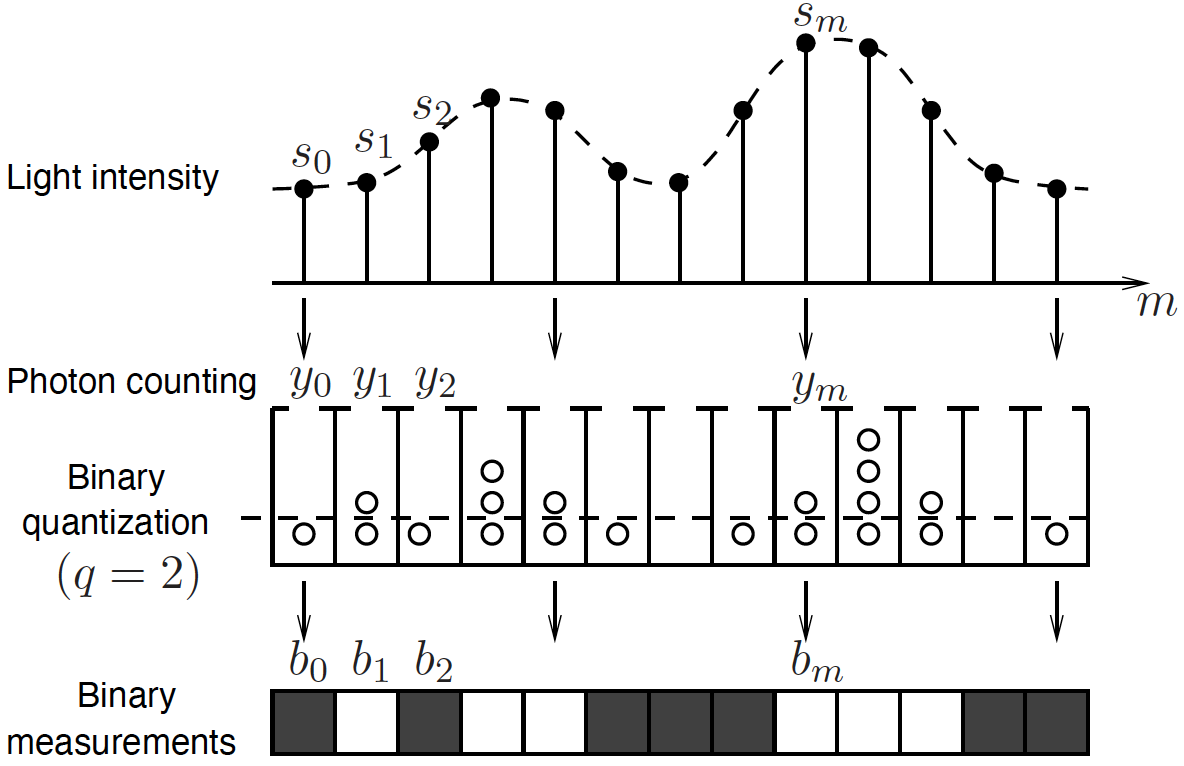 s_m
s_0 s_1 s_2
Light intensity
m
Photon counting y_0 y_1 y_2 y_m
Binary
quantization
(q = 2)
b_0 b_1 b_2 b_m
Binary
measurements